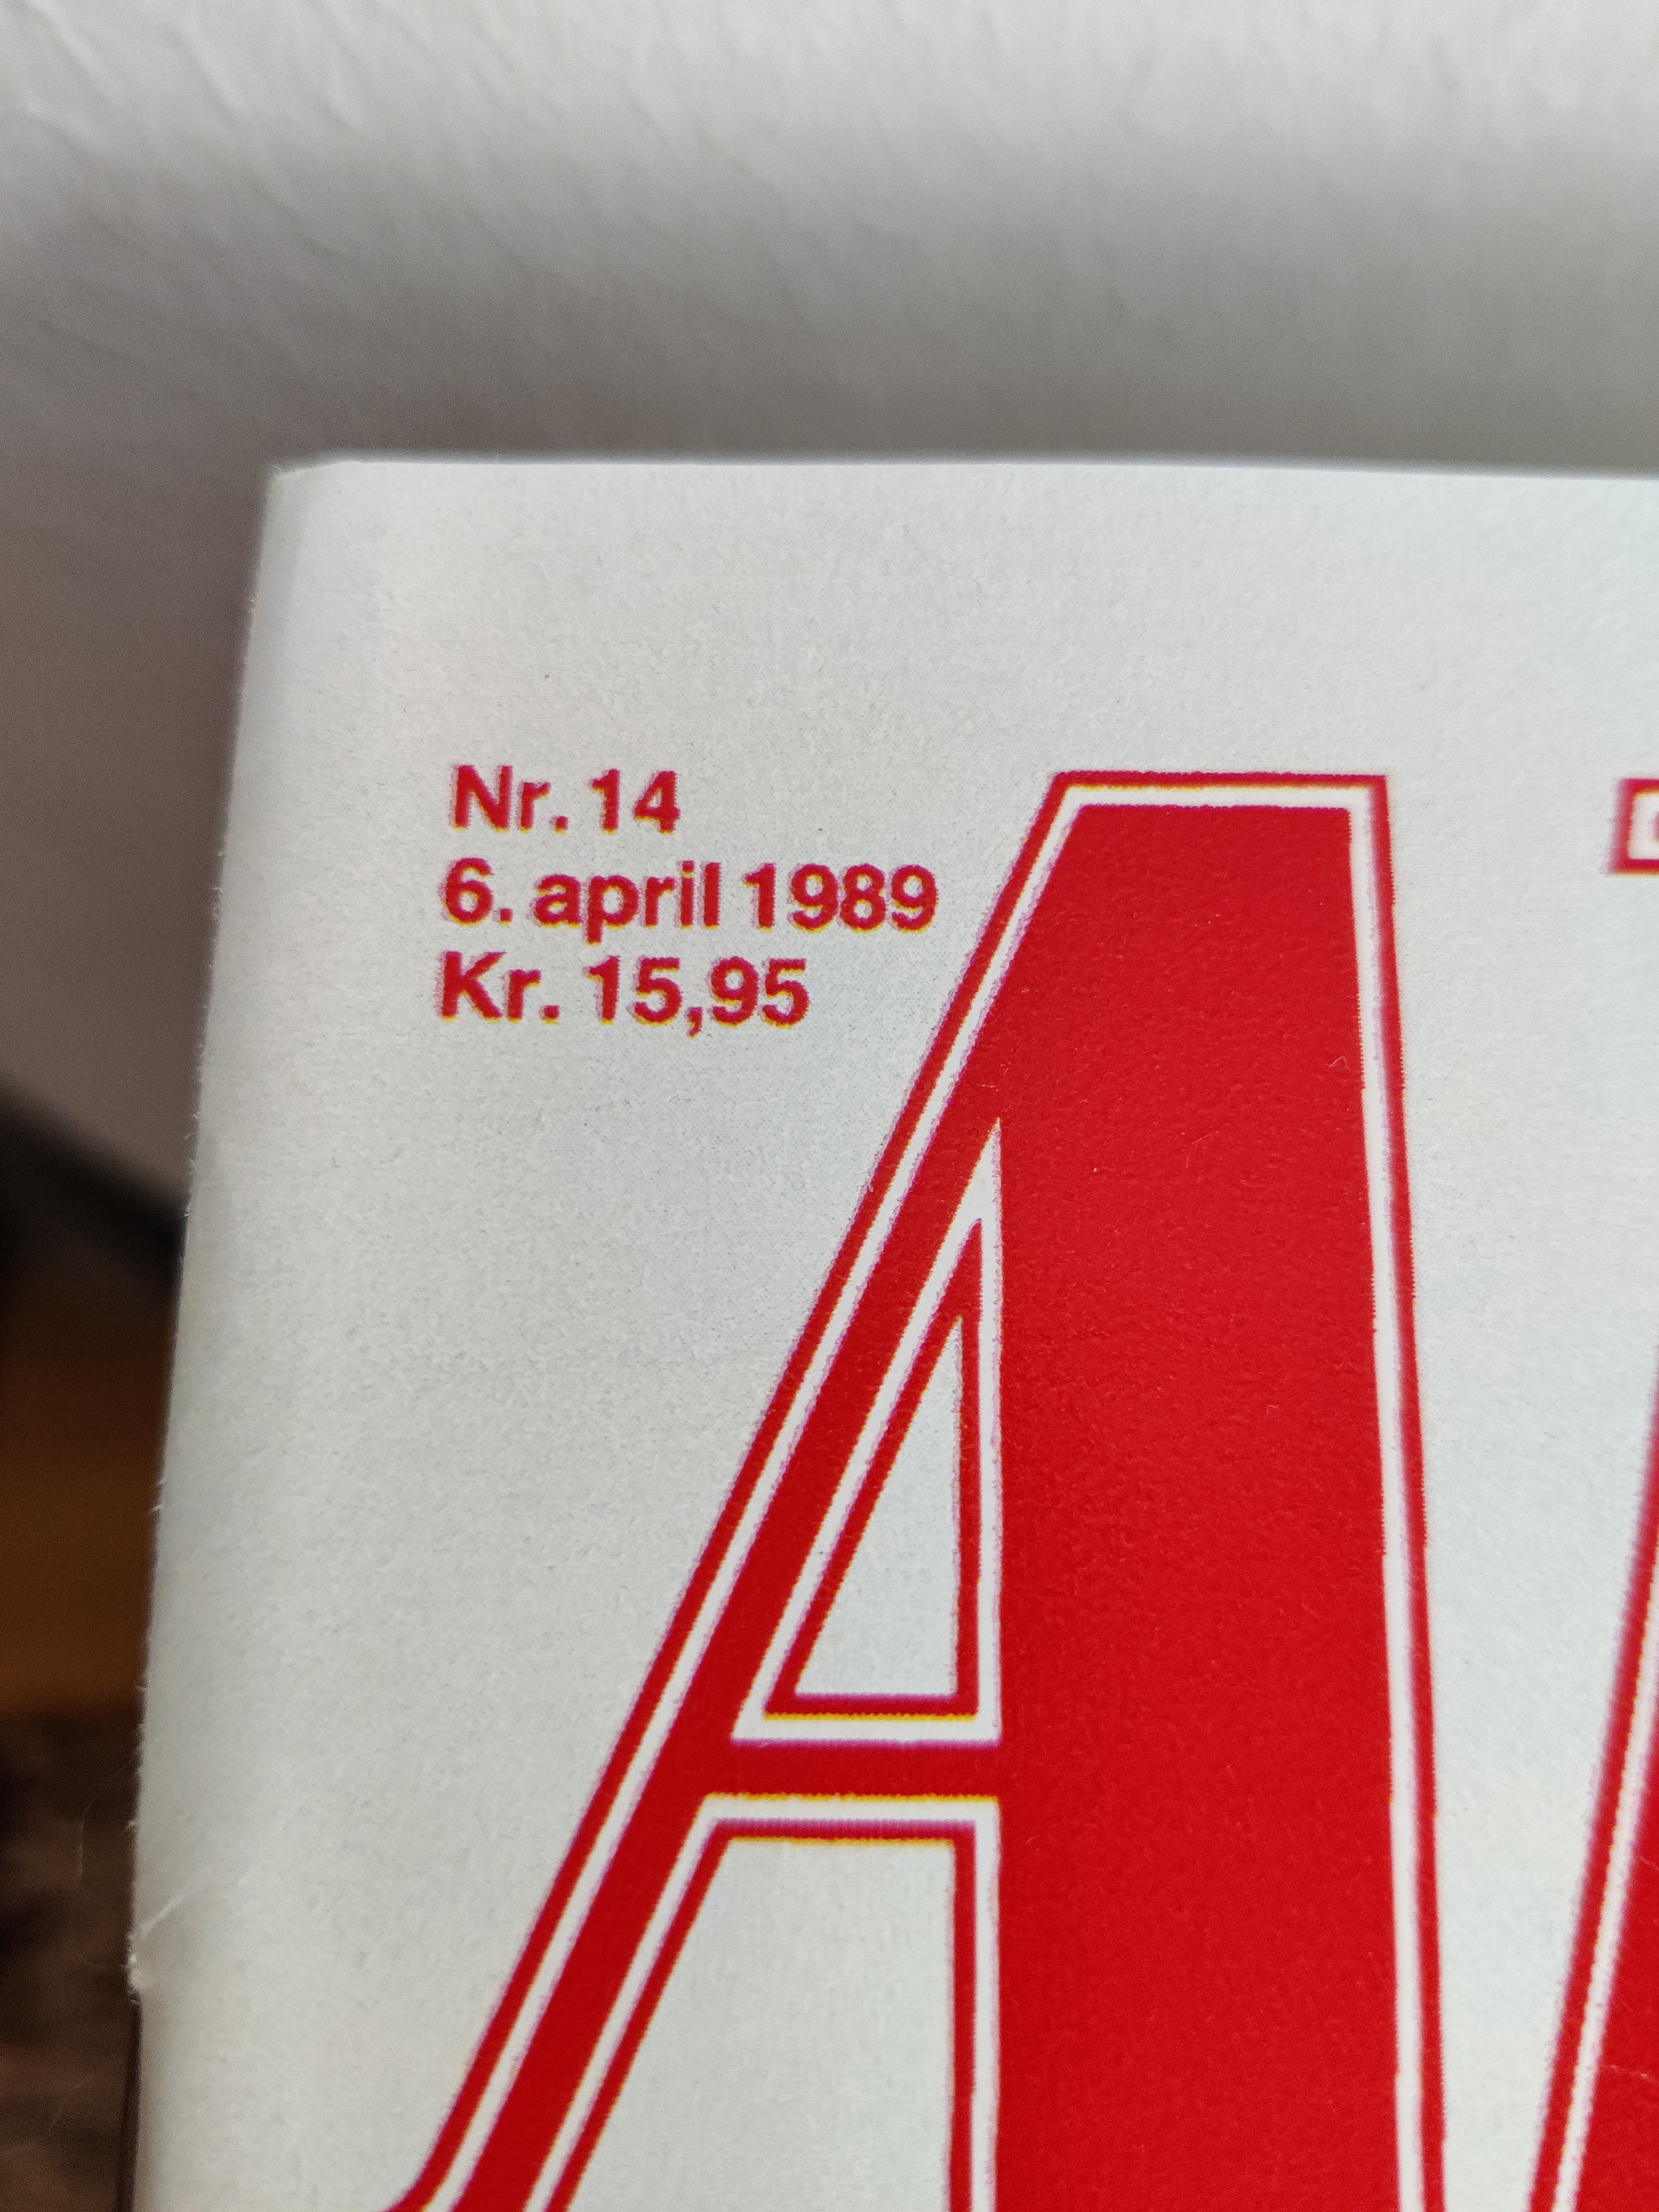 Nr. 14
6. april 1989
Kr. 15,95
A